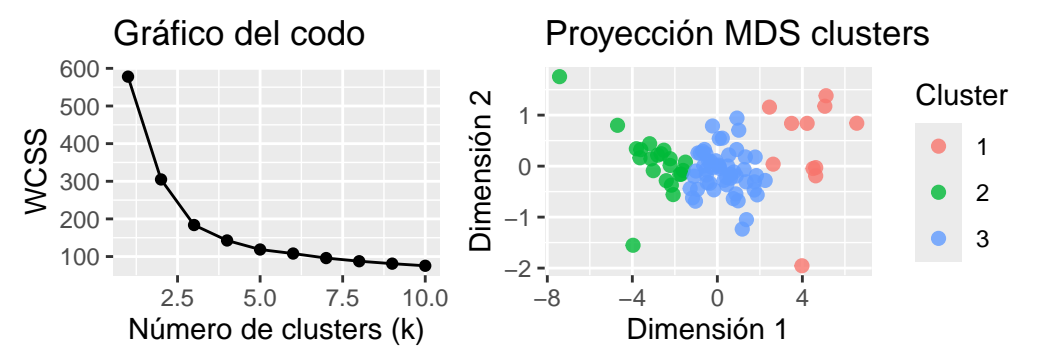 Gráfico del codo
WCSS
600
500
400
300
200
100
2.5 5.0 7.5 10.0
Número de clusters (k)
Proyección MDS clusters
Dimensión 2
1
0
−1
−2
−8 −4 0 4
Dimensión 1
Cluster
1
2
3